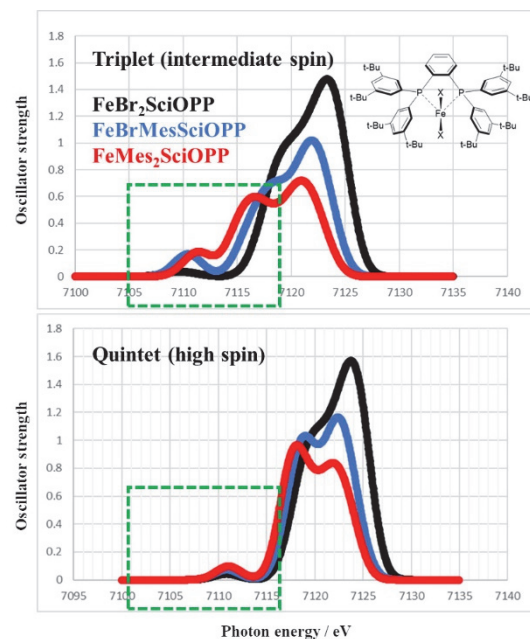 1.8
1.6
1.4
1.2
1
0.8
0.6
0.4
0.2
0
Oscillator strength
Triplet (intermediate spin)
FeBr2SciOPP
FeBrMesSciOPP
FeMes2SciOPP
t-Bu t-Bu
t-Bu P X P t-Bu
Fe
t-Bu X t-Bu
t-Bu t-Bu
7100 7105 7110 7115 7120 7125 7130 7135 7140
1.8
1.6
1.4
1.2
1
0.8
0.6
0.4
0.2
0
Oscillator strength
Quintet (high spin)
7095 7100 7105 7110 7115 7120 7125 7130 7135 7140
Photon energy / eV